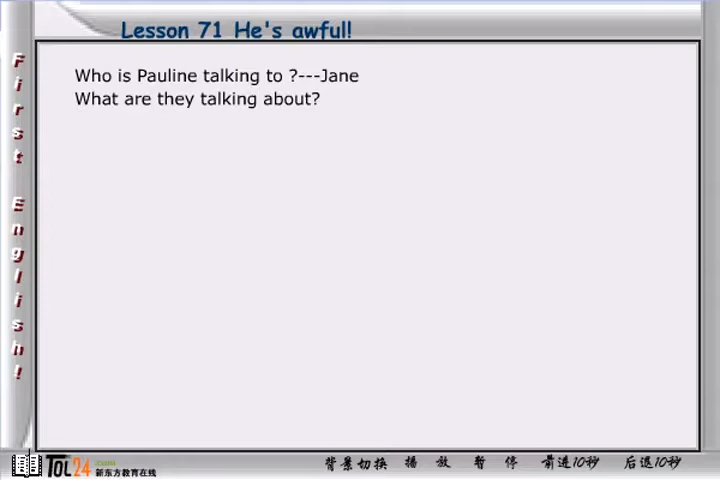 Lesson 71 He's awful!
First English!
Who is Pauline talking to ?---Jane
What are they talking about?
TOL24
新东方教育在线
背景切换 播 放 暂 停 前进10秒 后退10秒